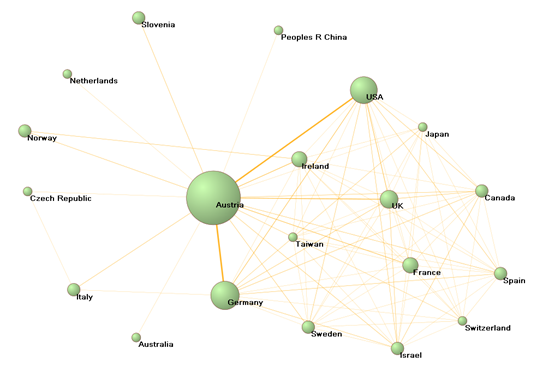 Slovenia
Peoples R China
Netherlands
USA
Japan
Norway
Ireland
Czech Republic
Austria
UK
Canada
Taiwan
France
Spain
Italy
Germany
Sweden
Switzerland
Australia
Israel